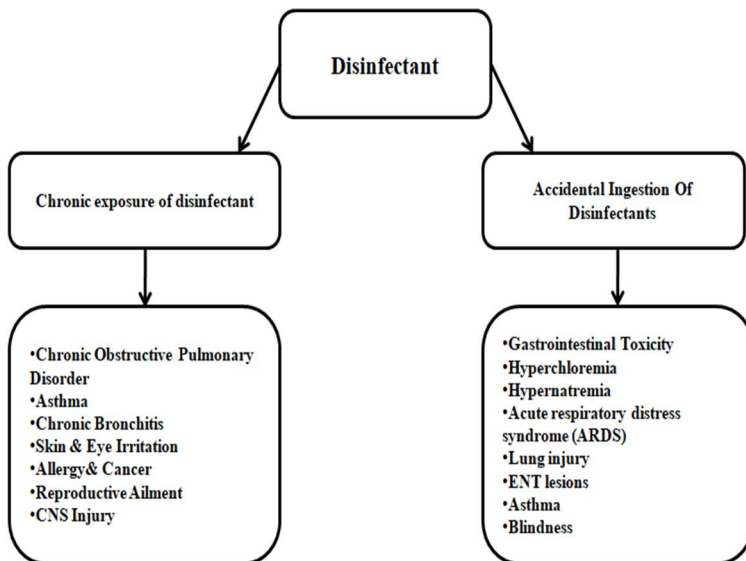 Disinfectant
Chronic exposure of disinfectant
Accidental Ingestion Of
Disinfectants
•Chronic Obstructive Pulmonary
Disorder
•Asthma
•Chronic Bronchitis
•Skin & Eye Irritation
•Allergy& Cancer
•Reproductive Ailment
•CNS Injury
•Gastrointestinal Toxicity
•Hyperchloremia
•Hypernatremia
•Acute respiratory distress
syndrome (ARDS)
•Lung injury
•ENT lesions
•Asthma
•Blindness